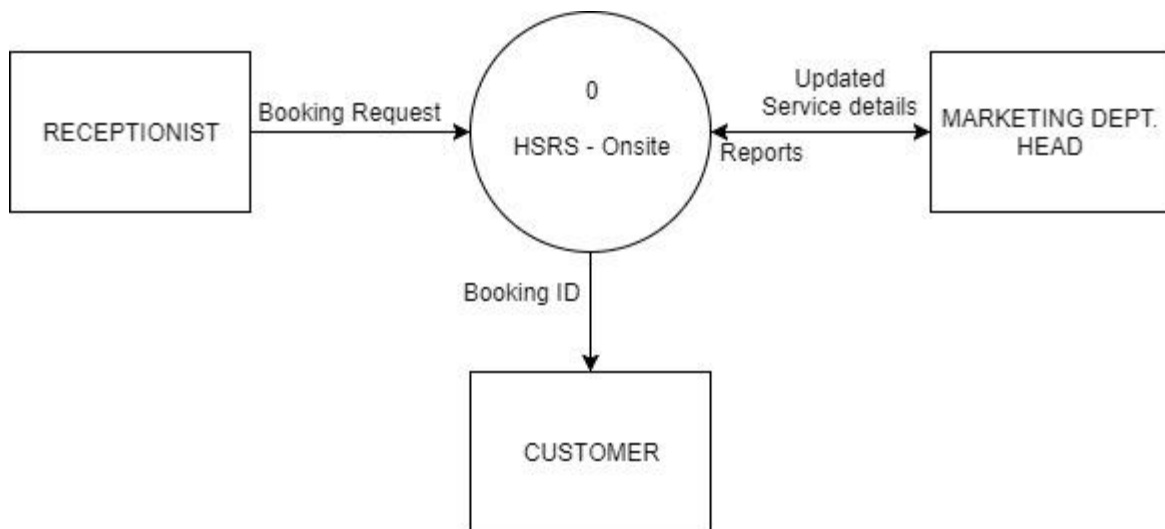 RECEPTIONIST
Booking Request
0
HSRS - Onsite
Updated
Service details
Reports
MARKETING DEPT.
HEAD
Booking ID
CUSTOMER